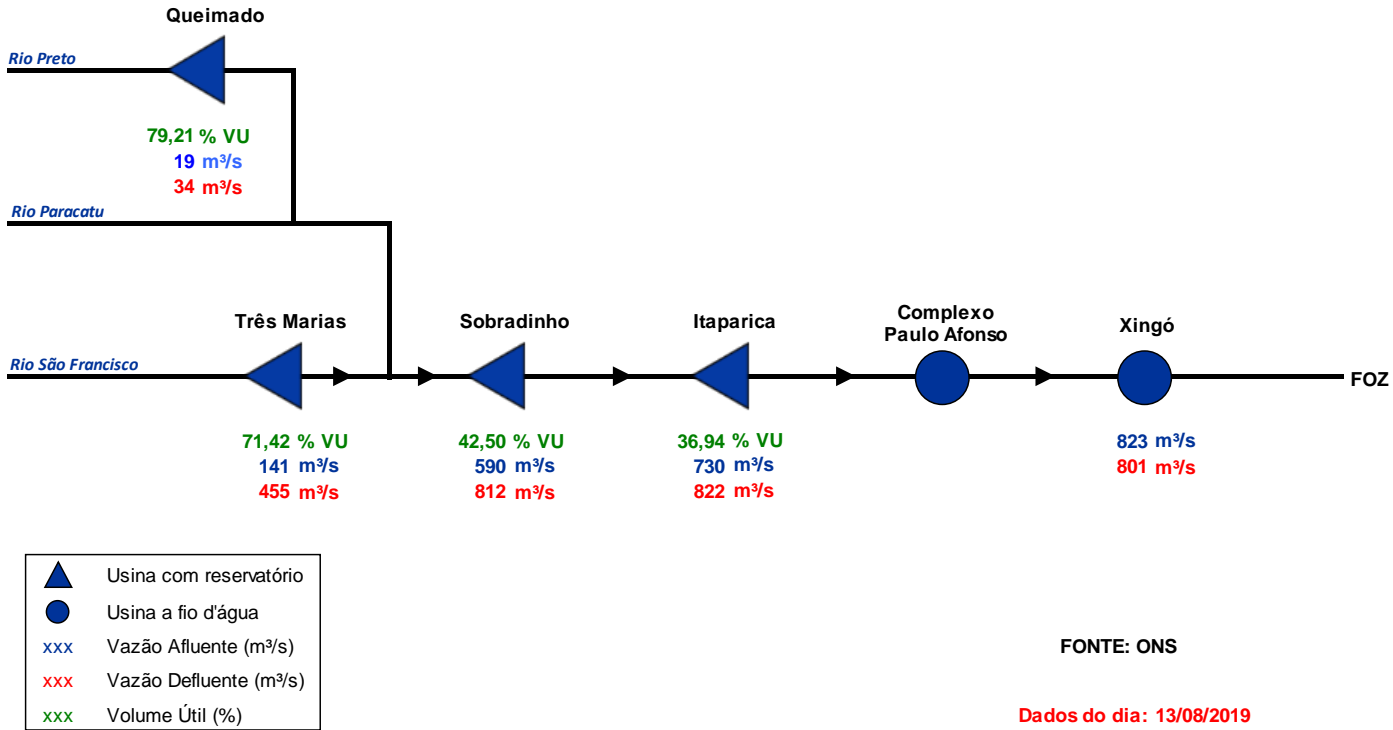 Queimado
Rio Preto
79,21 % VU
19 m³/s
34 m³/s
Rio Paracatu
Três Marias
Sobradinho
Itaparica
Complexo
Paulo Afonso
Xingó
Rio São Francisco
FOZ
71,42 % VU
141 m³/s
455 m³/s
42,50 % VU
590 m³/s
812 m³/s
36,94 % VU
730 m³/s
822 m³/s
823 m³/s
801 m³/s
Usina com reservatório
Usina a fio d'água
xxx Vazão Afluente (m³/s)
xxx Vazão Defluente (m³/s)
xxx Volume Útil (%)
FONTE: ONS
Dados do dia: 13/08/2019